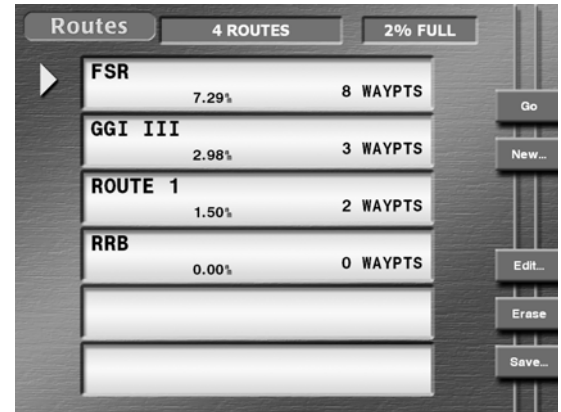 Routes 4 ROUTES 2% FULL
FSR
7.29% 8 WAYPTS
GGI III
2.98% 3 WAYPTS
ROUTE 1
1.50% 2 WAYPTS
RRB
0.00% 0 WAYPTS
Go
New...
Edit...
Erase
Save...